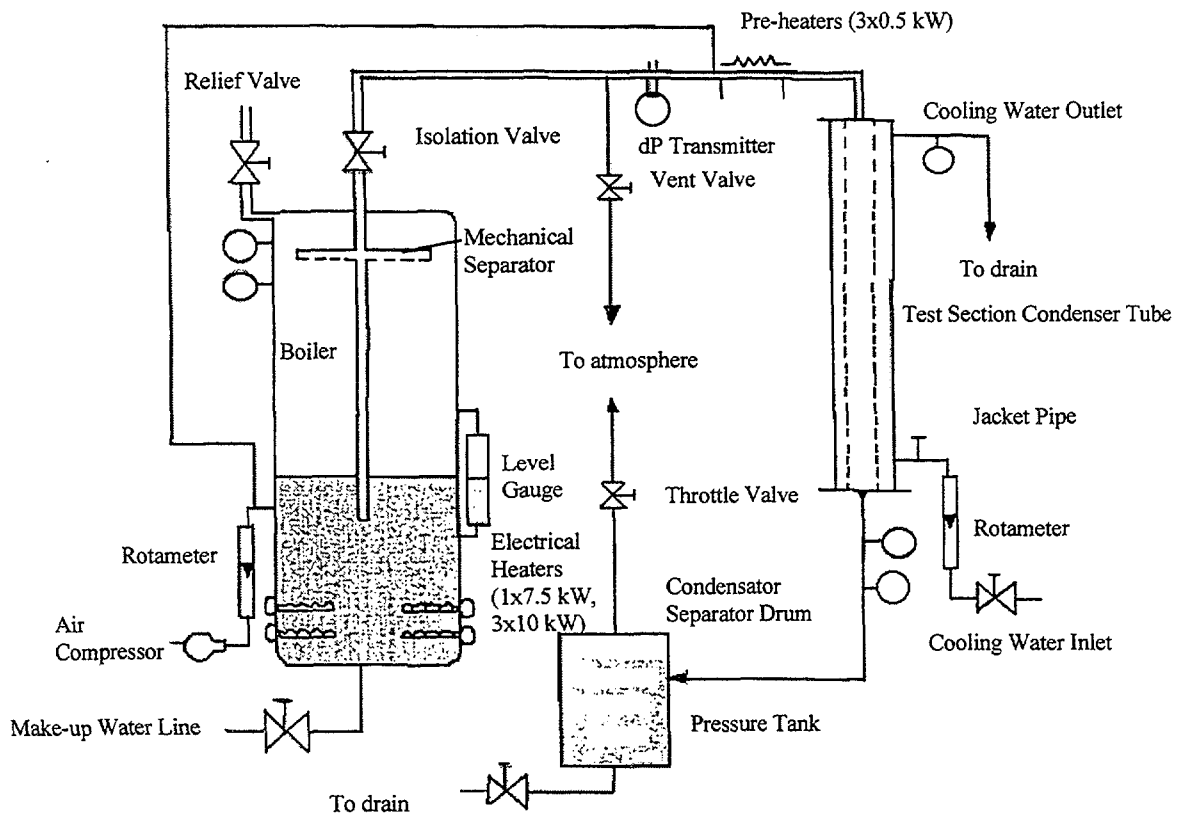 Pre-heaters (3x0.5 kW)
Relief Valve
Isolation Valve
dP Transmitter
Vent Valve
Cooling Water Outlet
Mechanical
Separator
To drain
Test Section Condenser Tube
Boiler
To atmosphere
Jacket Pipe
Level
Gauge
Throttle Valve
Rotameter
Rotameter
Electrical
Heaters
(1x7.5 kW,
3x10 kW)
Condensator
Separator Drum
Air
Compressor
Cooling Water Inlet
Make-up Water Line
Pressure Tank
To drain